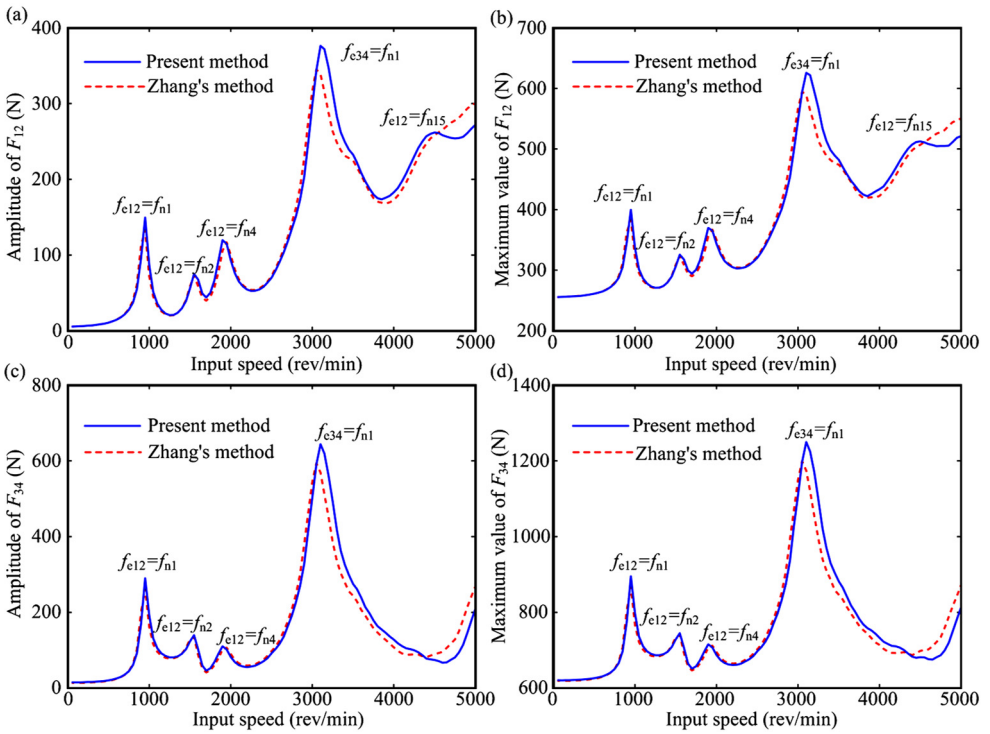 (a)
400
300
200
100
0
Amplitude of F12 (N)
Present method
Zhang's method
fe12=fn1
fe12=fn2
fe12=fn4
fe34=fn1
fe12=fn15
0 1000 2000 3000 4000 5000
Input speed (rev/min)
(b)
700
600
500
400
300
200
Maximum value of F12 (N)
Present method
Zhang's method
fe12=fn1
fe12=fn2
fe12=fn4
fe34=fn1
fe12=fn15
0 1000 2000 3000 4000 5000
Input speed (rev/min)
(c)
800
600
400
200
0
Amplitude of F34 (N)
Present method
Zhang's method
fe12=fn1
fe12=fn2
fe12=fn4
fe34=fn1
0 1000 2000 3000 4000 5000
Input speed (rev/min)
(d)
1400
1200
1000
800
600
Maximum value of F34 (N)
Present method
Zhang's method
fe12=fn1
fe12=fn2
fe12=fn4
fe34=fn1
0 1000 2000 3000 4000 5000
Input speed (rev/min)